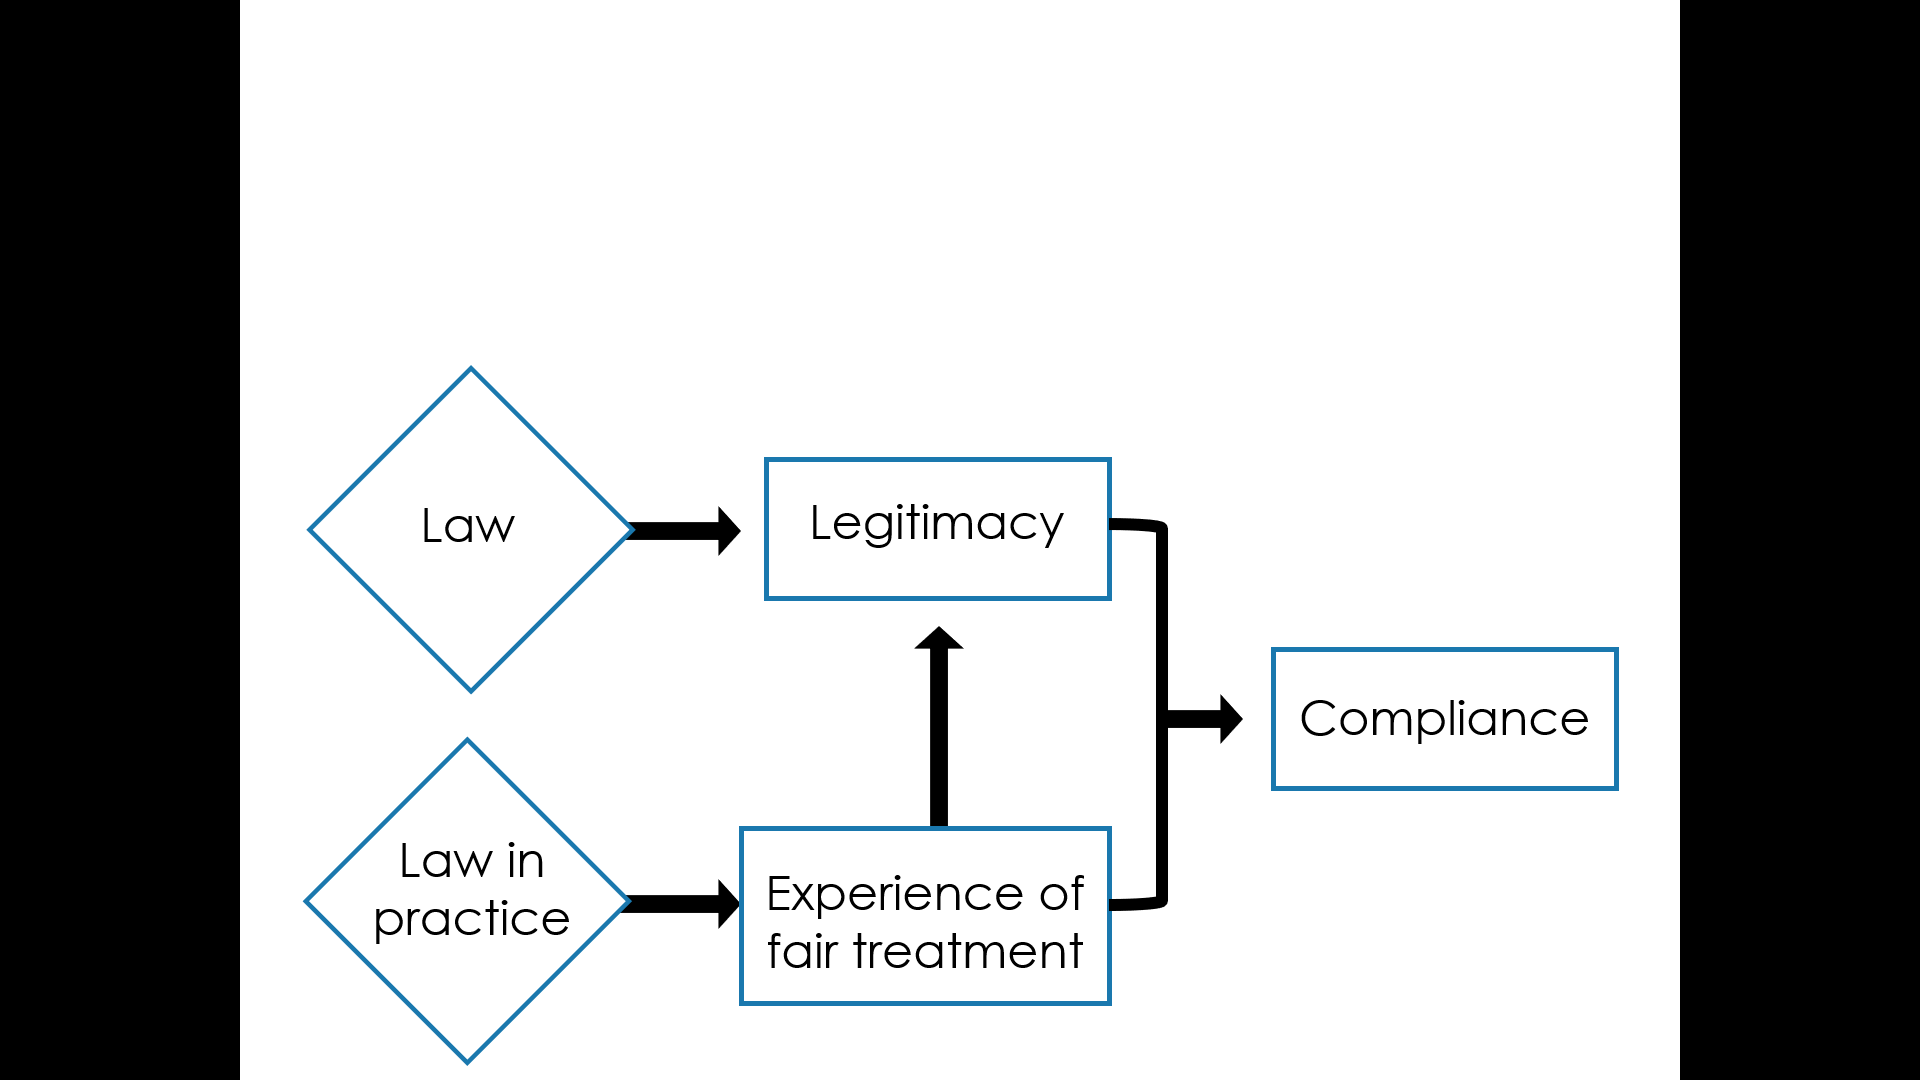 Law
Legitimacy
Compliance
Law in
practice
Experience of
fair treatment